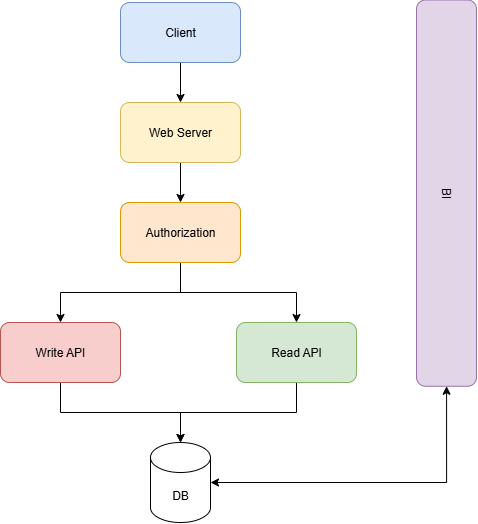 Client
Web Server
BI
Authorization
Write API
Read API
DB